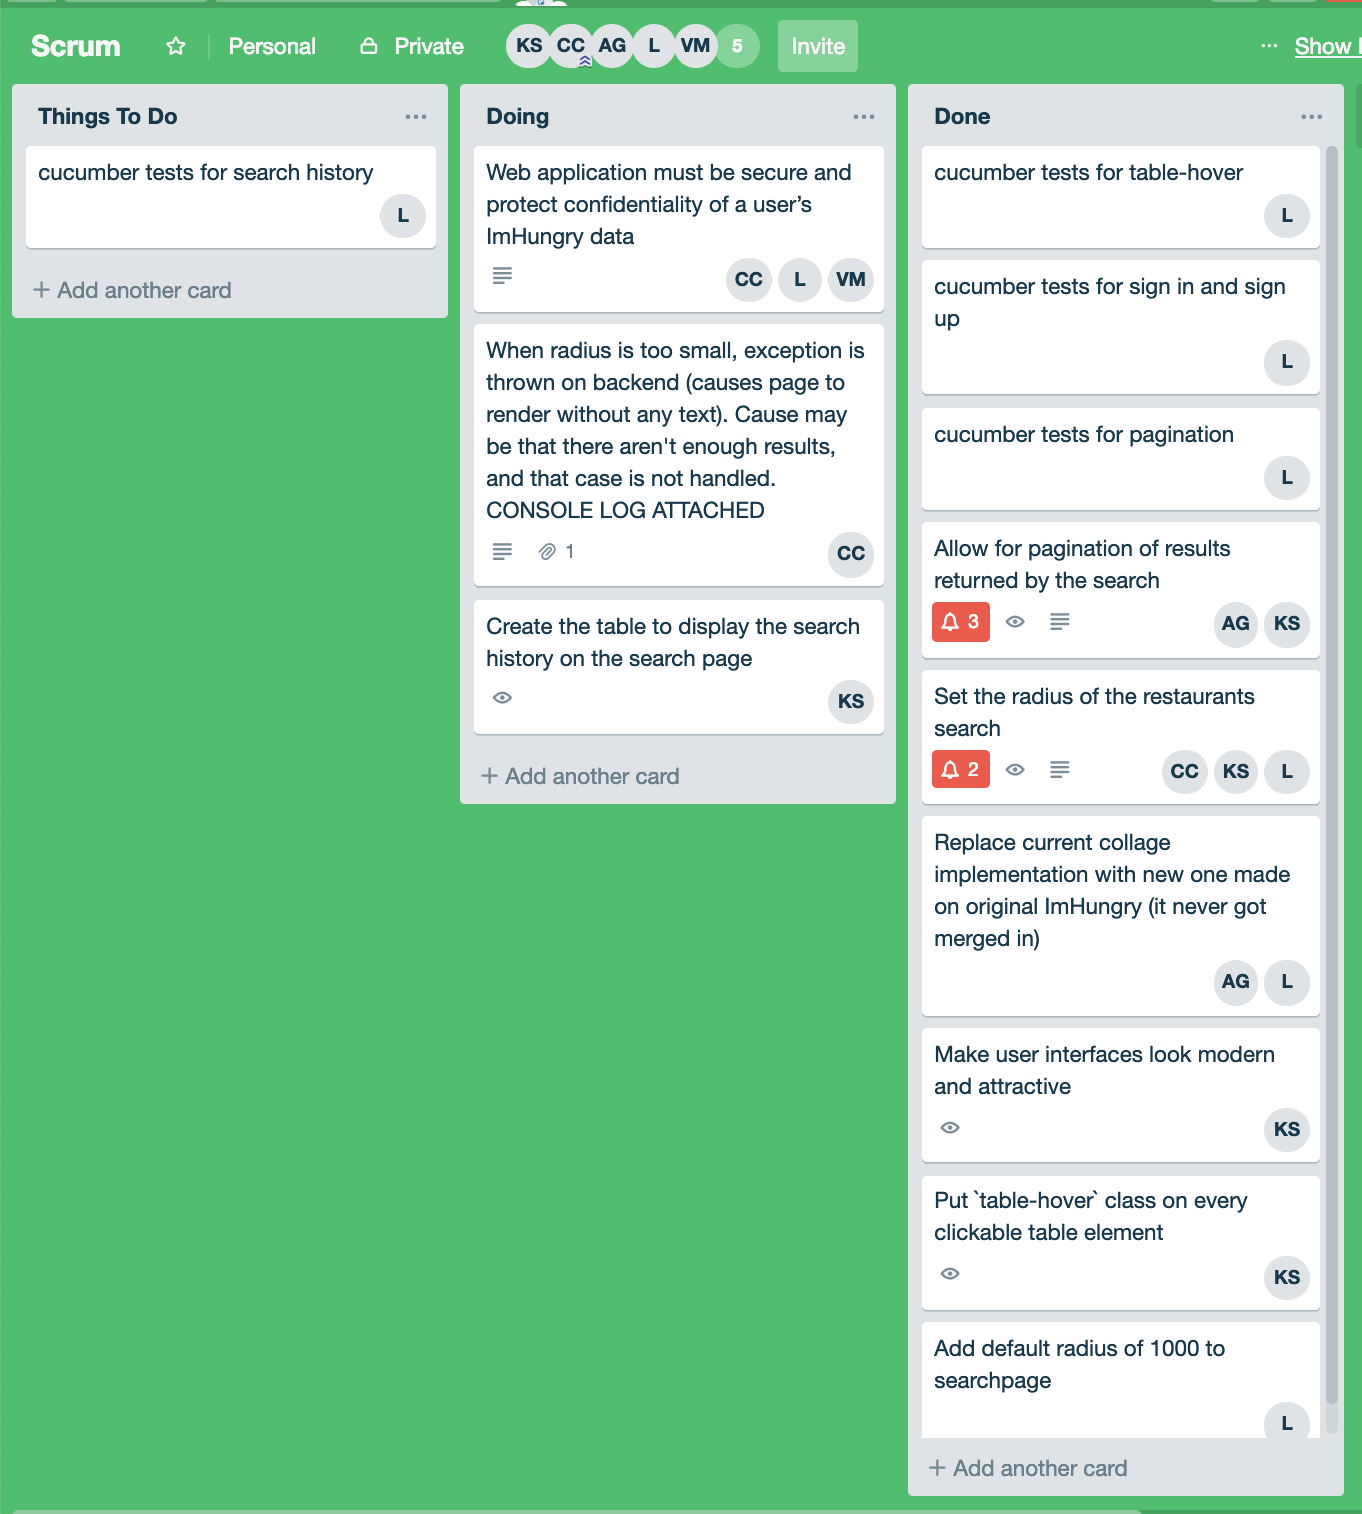 Scrum
Personal
Private
KS CC AG L VM 5
Invite
Show
Things To Do
cucumber tests for search history
L
+ Add another card
Doing
Web application must be secure and
protect confidentiality of a user’s
ImHungry data
CC L VM
When radius is too small, exception is
thrown on backend (causes page to
render without any text). Cause may
be that there aren't enough results,
and that case is not handled.
CONSOLE LOG ATTACHED
1
CC
Create the table to display the search
history on the search page
KS
+ Add another card
Done
cucumber tests for table-hover
L
cucumber tests for sign in and sign
up
L
cucumber tests for pagination
L
Allow for pagination of results
returned by the search
3
AG KS
Set the radius of the restaurants
search
2
CC KS L
Replace current collage
implementation with new one made
on original ImHungry (it never got
merged in)
AG L
Make user interfaces look modern
and attractive
KS
Put `table-hover` class on every
clickable table element
KS
Add default radius of 1000 to
searchpage
L
+ Add another card